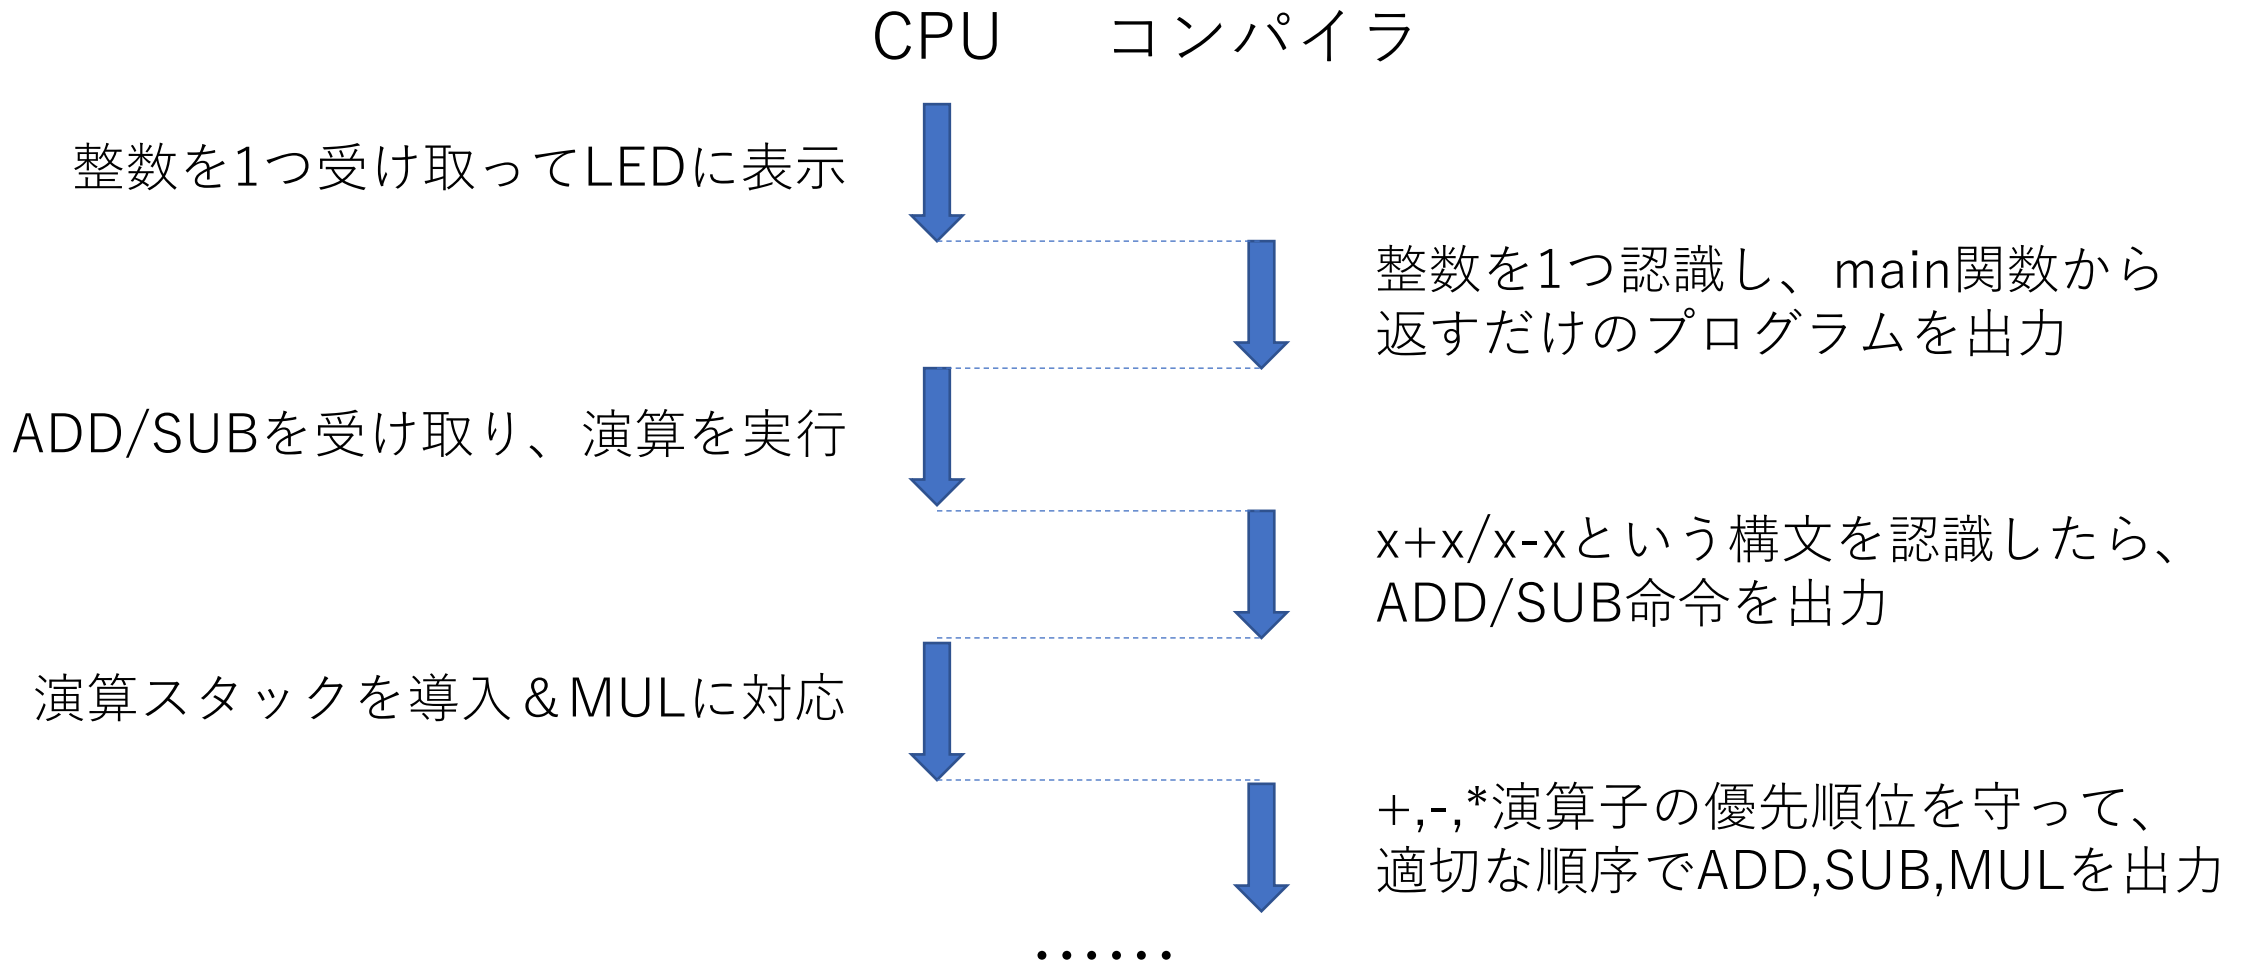 CPU コンパイラ
整数を1つ受け取ってLEDに表示
整数を1つ認識し、main関数から
返すだけのプログラムを出力
ADD/SUBを受け取り、演算を実行
x+x/x-xという構文を認識したら、
ADD/SUB命令を出力
演算スタックを導入＆MULに対応
+,-,*演算子の優先順位を守って、
適切な順序でADD,SUB,MULを出力
……